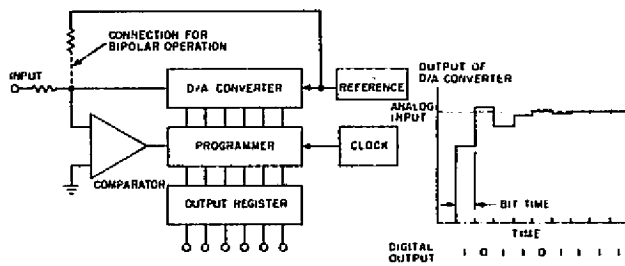 CONNECTION FOR
BIPOLAR OPERATION
INPUT
D/A CONVERTER
REFERENCE
PROGRAMMER
CLOCK
COMPARATOR
OUTPUT REGISTER
OUTPUT OF
D/A CONVERTER
ANALOG
INPUT
BIT TIME
TIME
DIGITAL
OUTPUT
1 0 1 1 0 1 1 1 1